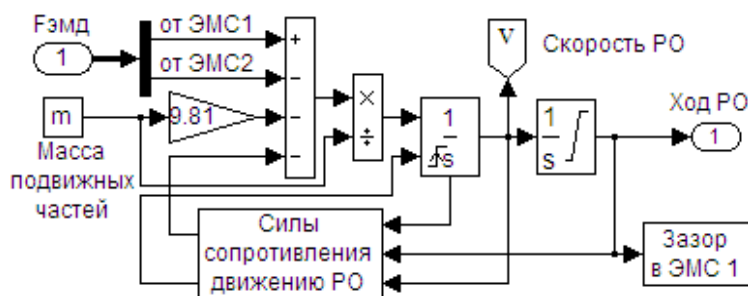 Fэмд
1
от ЭМС1
от ЭМС2
+
−
−
−
m
9.81
Масса
подвижных
частей
×
÷
1
s
V
Скорость РО
1
s
Ход РО
1
Силы
сопротивления
движению РО
Зазор
в ЭМС 1